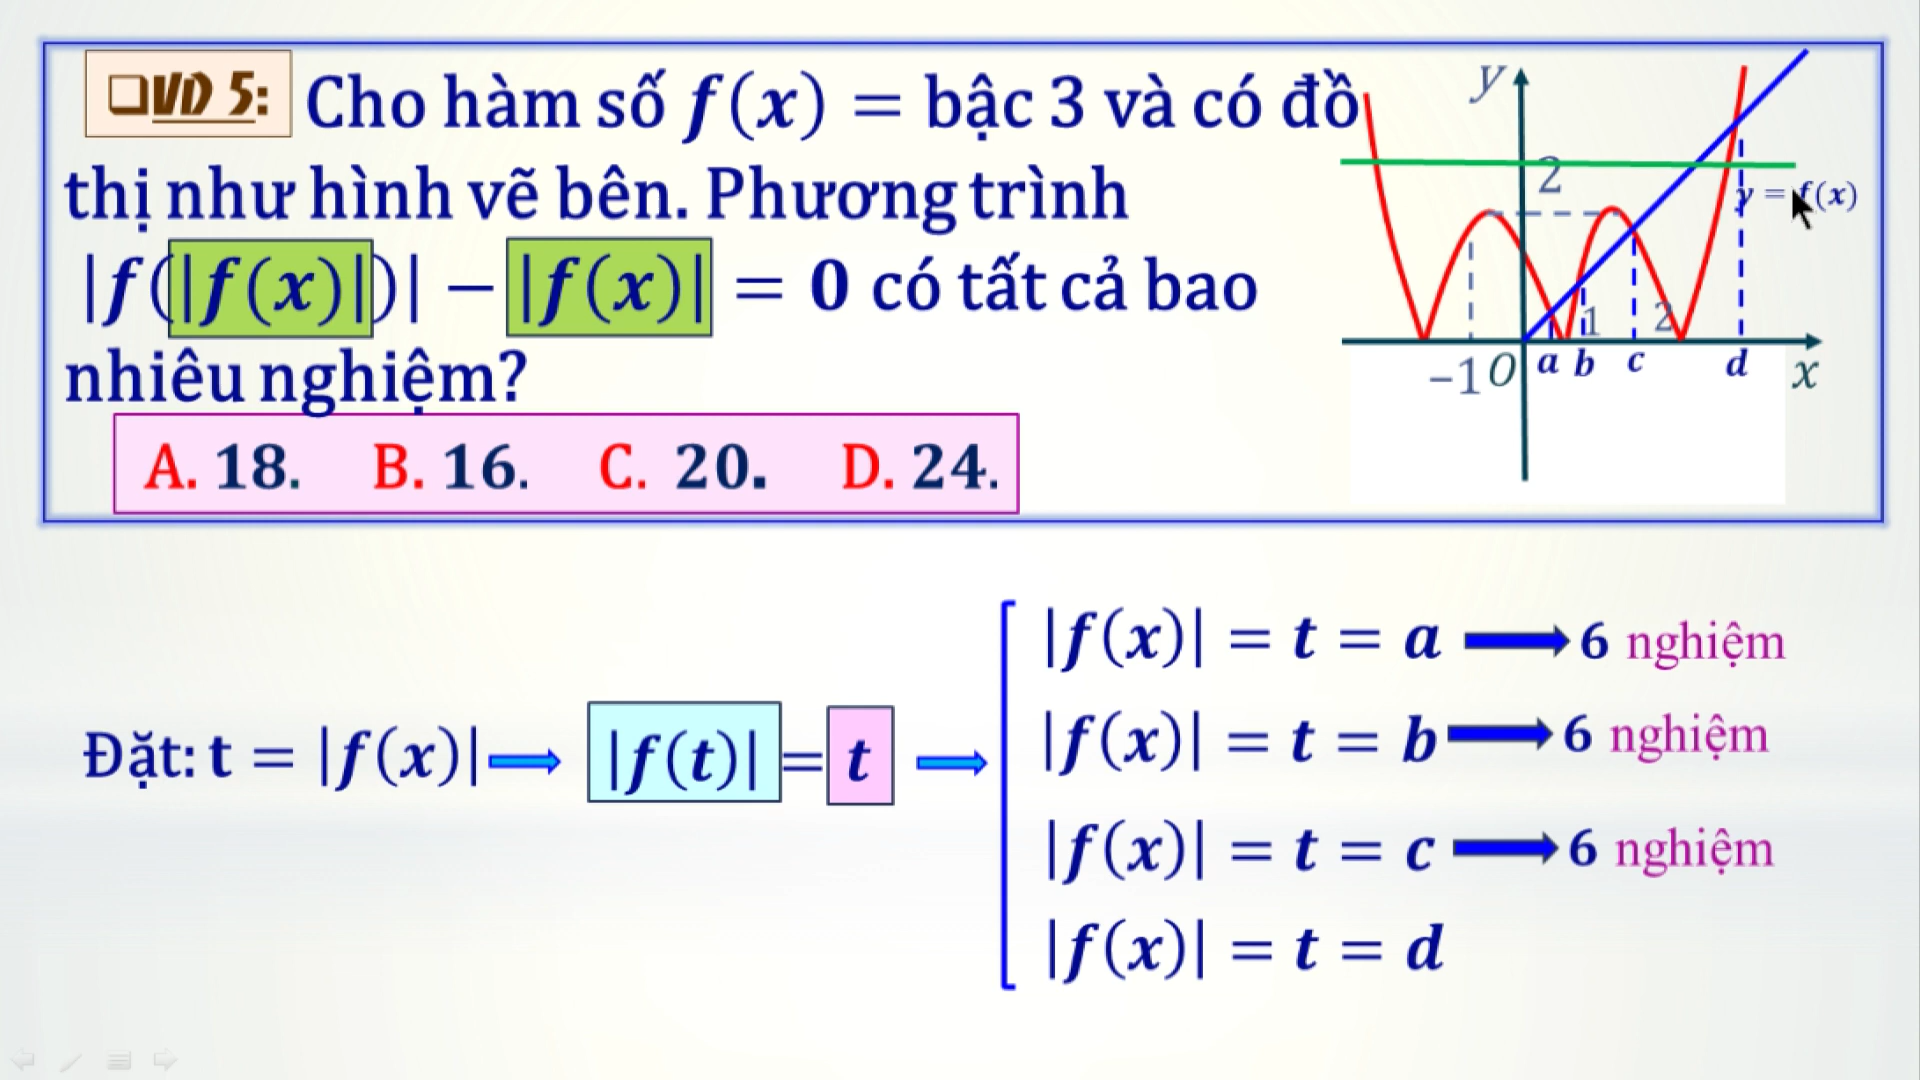 ❑VD 5: Cho hàm số f(x) = bậc 3 và có đồ
thị như hình vẽ bên. Phương trình
|f(|f(x)|)| − |f(x)| = 0 có tất cả bao
nhiêu nghiệm?
A. 18. B. 16. C. 20. D. 24.
y
2
y = f(x)
1 2
−1 O a b c d x
|f(x)| = t = a 6 nghiệm
|f(x)| = t = b 6 nghiệm
Đặt: t = |f(x)| |f(t)| = t
|f(x)| = t = c 6 nghiệm
|f(x)| = t = d